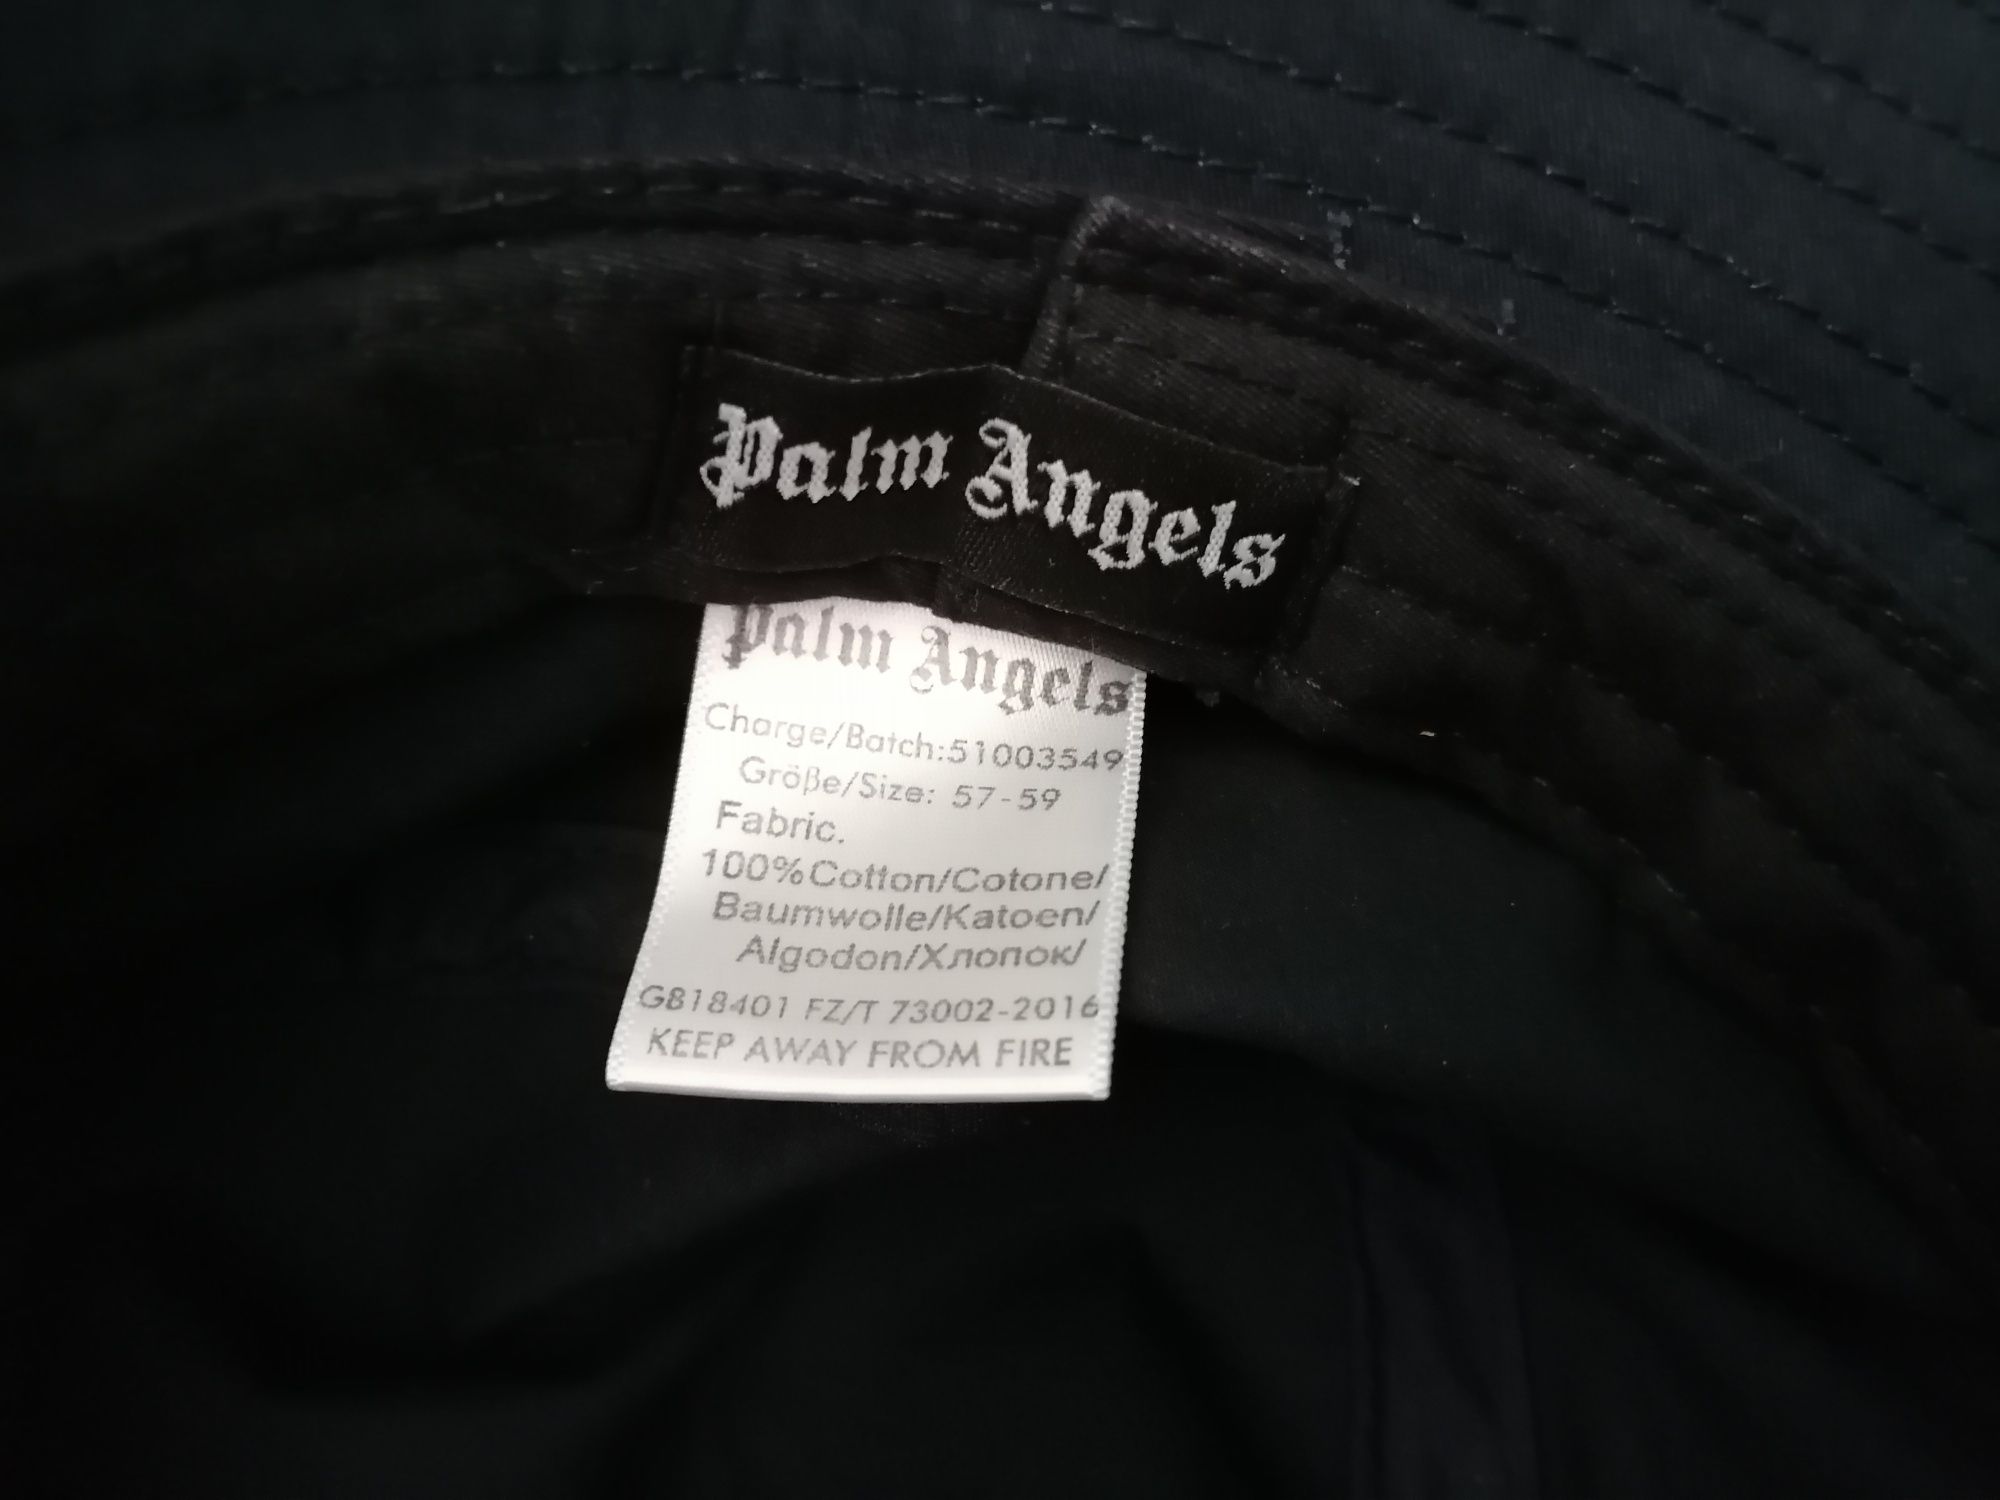 Palm Angels
Palm Angels
Charge/Batch:51003549
Größe/Size: 57-59
Fabric.
100%Cotton/Cotone/
Baumwolle/Katoen/
Algodon/Хлопок/
GB18401 FZ/T 73002-2016
KEEP AWAY FROM FIRE